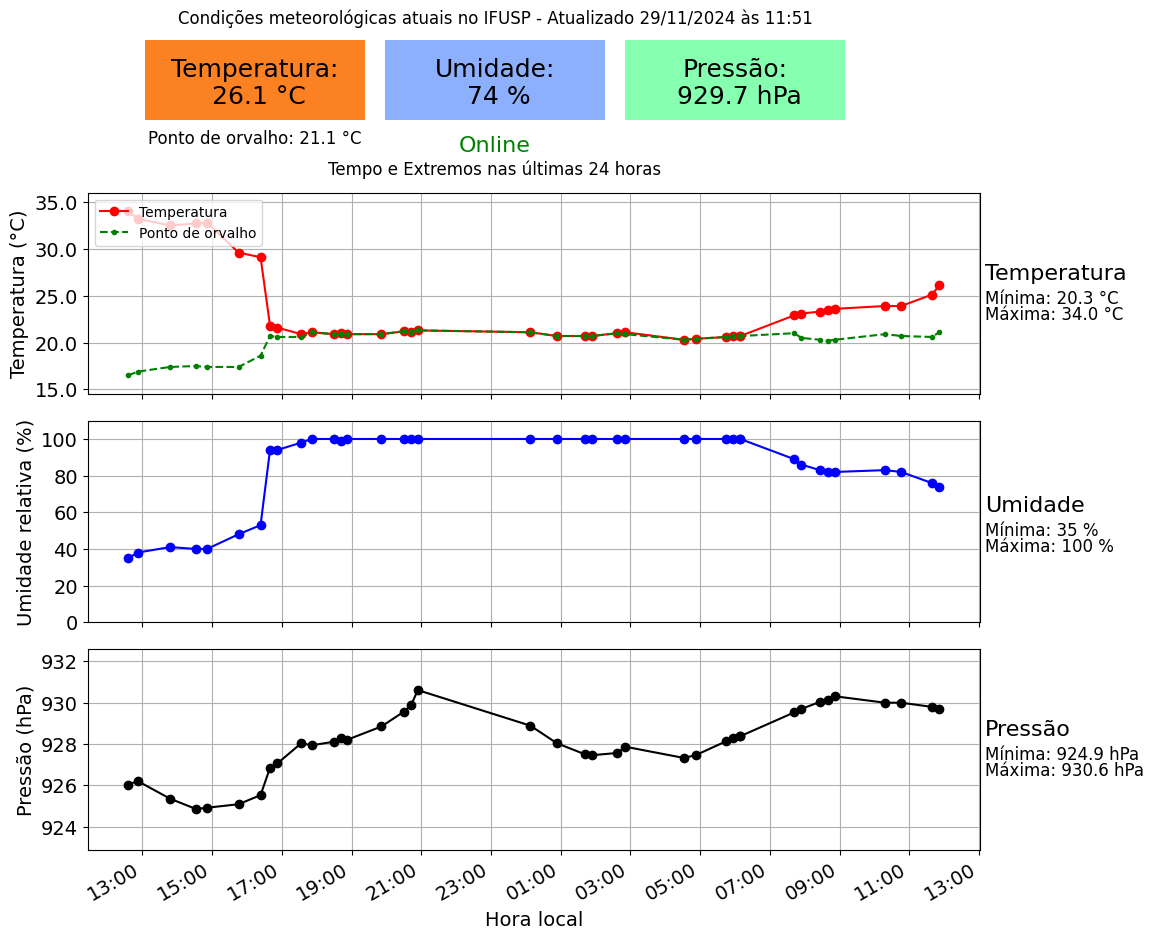 Condições meteorológicas atuais no IFUSP - Atualizado 29/11/2024 às 11:51
Temperatura:
26.1 °C
Umidade:
74 %
Pressão:
929.7 hPa
Ponto de orvalho: 21.1 °C
Online
Tempo e Extremos nas últimas 24 horas
Temperatura (°C)
35.0
30.0
25.0
20.0
15.0
Temperatura
Ponto de orvalho
Temperatura
Mínima: 20.3 °C
Máxima: 34.0 °C
Umidade relativa (%)
100
80
60
40
20
0
Umidade
Mínima: 35 %
Máxima: 100 %
Pressão (hPa)
932
930
928
926
924
Pressão
Mínima: 924.9 hPa
Máxima: 930.6 hPa
13:00 15:00 17:00 19:00 21:00 23:00 01:00 03:00 05:00 07:00 09:00 11:00 13:00
Hora local